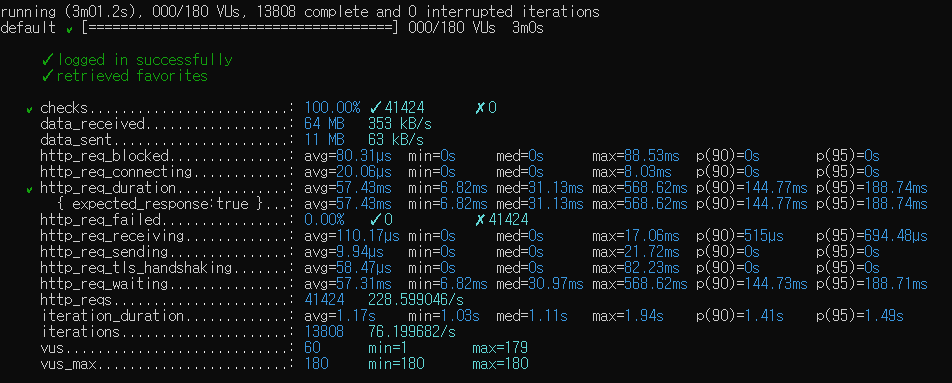 running (3m01.2s), 000/180 VUs, 13808 complete and 0 interrupted iterations
default ✓ [======================================] 000/180 VUs  3m0s
✓ logged in successfully
✓ retrieved favorites
✓ checks.........................: 100.00% ✓ 41424      ✗ 0
data_received..................: 64 MB   353 kB/s
data_sent......................: 11 MB   63 kB/s
http_req_blocked...............: avg=80.31µs  min=0s     med=0s      max=88.53ms  p(90)=0s       p(95)=0s
http_req_connecting............: avg=20.06µs  min=0s     med=0s      max=8.03ms   p(90)=0s       p(95)=0s
✓ http_req_duration..............: avg=57.43ms  min=6.82ms med=31.13ms max=568.62ms p(90)=144.77ms p(95)=188.74ms
{ expected_response:true }...: avg=57.43ms  min=6.82ms med=31.13ms max=568.62ms p(90)=144.77ms p(95)=188.74ms
http_req_failed................: 0.00%   ✓ 0          ✗ 41424
http_req_receiving.............: avg=110.17µs min=0s     med=0s      max=17.06ms  p(90)=515µs    p(95)=694.48µs
http_req_sending...............: avg=9.94µs   min=0s     med=0s      max=21.72ms  p(90)=0s       p(95)=0s
http_req_tls_handshaking.......: avg=58.47µs  min=0s     med=0s      max=82.23ms  p(90)=0s       p(95)=0s
http_req_waiting...............: avg=57.31ms  min=6.82ms med=30.97ms max=568.62ms p(90)=144.73ms p(95)=188.71ms
http_reqs......................: 41424   228.599046/s
iteration_duration.............: avg=1.17s    min=1.03s  med=1.11s   max=1.94s    p(90)=1.41s    p(95)=1.49s
iterations.....................: 13808   76.199682/s
vus............................: 60      min=1        max=179
vus_max........................: 180     min=180      max=180